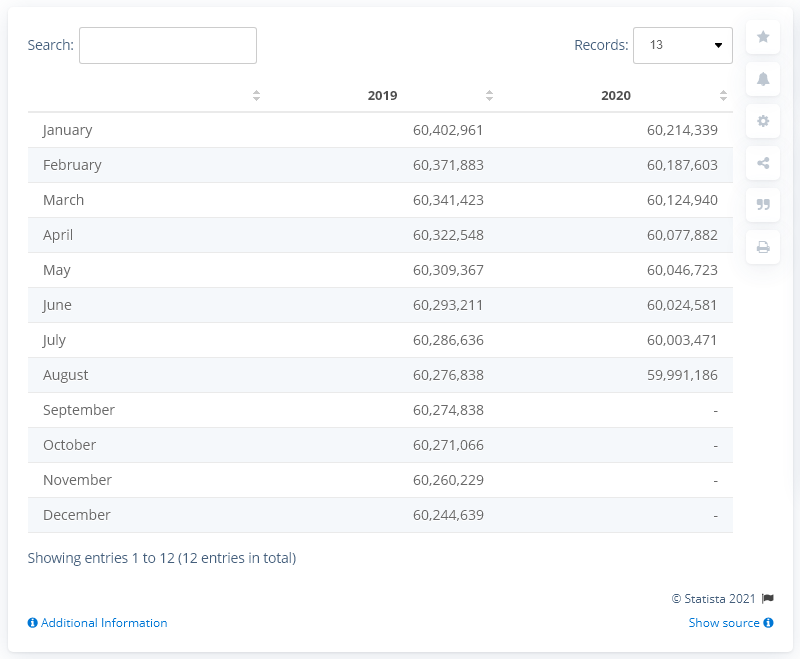 Search:
Records: 13
2019 2020
January 60,402,961 60,214,339
February 60,371,883 60,187,603
March 60,341,423 60,124,940
April 60,322,548 60,077,882
May 60,309,367 60,046,723
June 60,293,211 60,024,581
July 60,286,636 60,003,471
August 60,276,838 59,991,186
September 60,274,838 -
October 60,271,066 -
November 60,260,229 -
December 60,244,639 -
Showing entries 1 to 12 (12 entries in total)
© Statista 2021
Additional Information
Show source